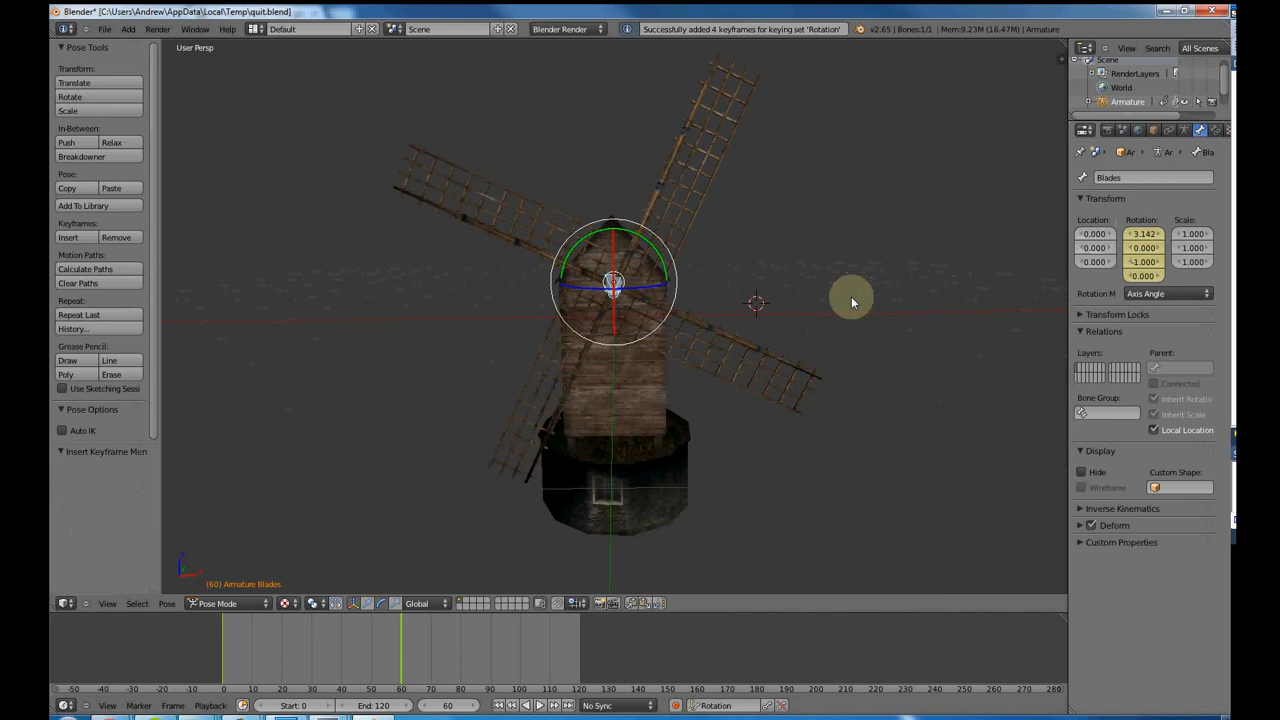 Blender* [C:\Users\Andrew\AppData\Local\Temp\quit.blend]
File Add Render Window Help Default Scene Blender Render Successfully added 4 keyframes for keying set 'Rotation' v2.65 | Bones:1/1 | Mem:9.23M (16.47M) | Armature View Search All Scenes
Pose Tools
User Persp
Scene
RenderLayers
World
Armature
Transform:
Translate
Rotate
Scale
In-Between:
Push Relax
Breakdowner
Pose:
Copy Paste
Add To Library
Keyframes:
Insert Remove
Motion Paths:
Calculate Paths
Clear Paths
Repeat:
Repeat Last
History...
Grease Pencil:
Draw Line
Poly Erase
Use Sketching Sessi
Pose Options
Auto IK
Insert Keyframe Men
Ar Ar Bla
Blades
Transform
Location: Rotation: Scale:
0.000 3.142 1.000
0.000 0.000 1.000
0.000 -1.000 1.000
0.000
Rotation M Axis Angle
Transform Locks
Relations
Layers: Parent:
Connected
Bone Group: Inherit Rotatio
Inherit Scale
Local Location
Display
Hide Custom Shape:
Wireframe
Inverse Kinematics
Deform
Custom Properties
z
y x
(60) Armature Blades
View Select Pose Pose Mode Global
-50 -40 -30 -20 -10 0 10 20 30 40 50 60 70 80 90 100 110 120 130 140 150 160 170 180 190 200 210 220 230 240 250 260 270 280
View Marker Frame Playback Start: 0 End: 120 60 No Sync Rotation